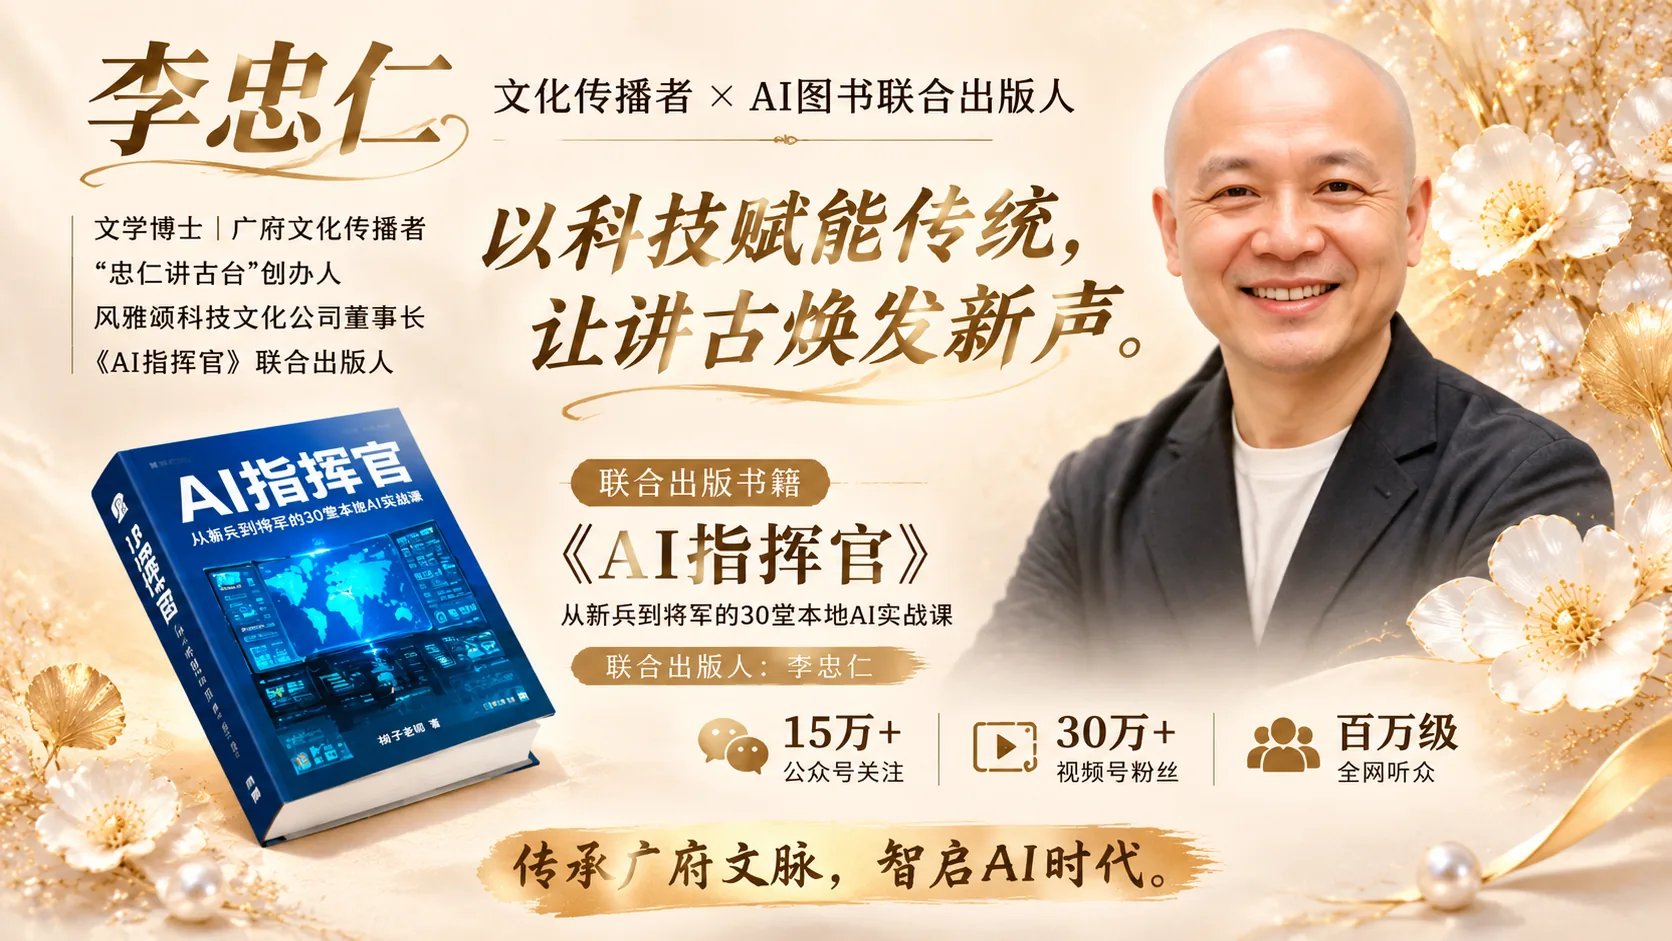 李忠仁
文化传播者 × AI图书联合出版人
文学博士｜广府文化传播者
“忠仁讲古台”创办人
风雅颂科技文化公司董事长
《AI指挥官》联合出版人
以科技赋能传统，
让讲古焕发新声。
AI指挥官
从新兵到将军的30堂本地AI实战课
联合出版书籍
《AI指挥官》
从新兵到将军的30堂本地AI实战课
联合出版人：李忠仁
15万+
公众号关注
30万+
视频号粉丝
百万级
全网听众
传承广府文脉，智启AI时代。